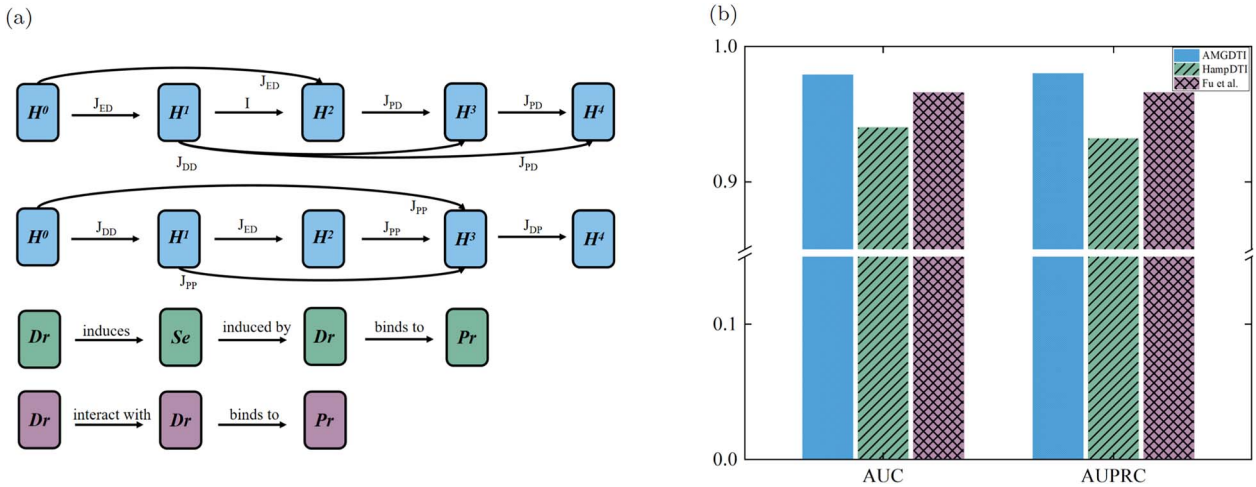 (a)
J_ED
H^0 J_ED H^1 I H^2 J_PD H^3 J_PD H^4
J_DD J_PD
J_PP
H^0 J_DD H^1 J_ED H^2 J_PP H^3 J_DP H^4
J_PP
Dr induces Se induced by Dr binds to Pr
Dr interact with Dr binds to Pr
(b)
1.0
AMGDTI
HampDTI
Fu et al.
0.9
0.1
0.0
AUC AUPRC